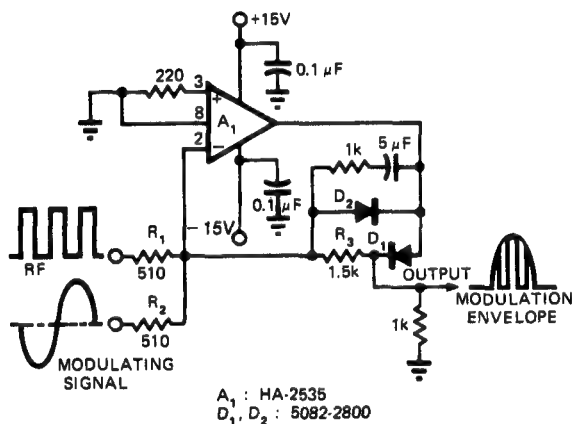 +15V
0.1 µF
220
3
+
8
A1
2
−
5 µF
1k
0.1 µF
D2
−15V
R1
R3
D1
RF
510
1.5k
OUTPUT
MODULATION
ENVELOPE
R2
510
1k
MODULATING
SIGNAL
A1 : HA-2535
D1, D2 : 5082-2800